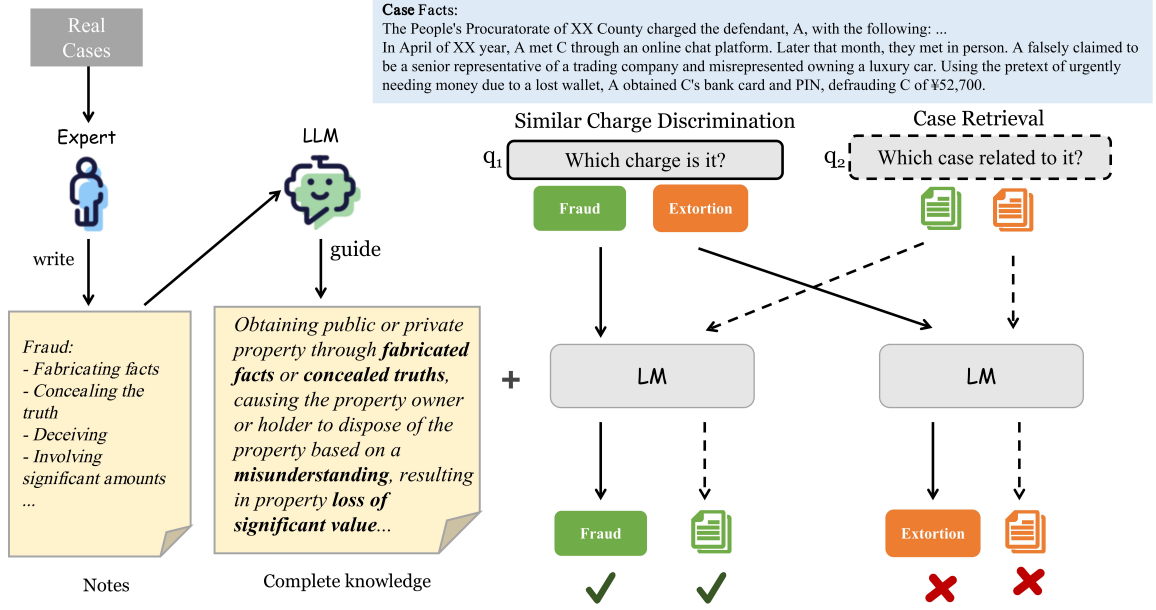 Real
Cases
Case Facts:
The People's Procuratorate of XX County charged the defendant, A, with the following: ...
In April of XX year, A met C through an online chat platform. Later that month, they met in person. A falsely claimed to
be a senior representative of a trading company and misrepresented owning a luxury car. Using the pretext of urgently
needing money due to a lost wallet, A obtained C's bank card and PIN, defrauding C of ¥52,700.
Expert
LLM
Similar Charge Discrimination
Case Retrieval
q1
Which charge is it?
q2
Which case related to it?
Fraud
Extortion
write
guide
Fraud:
- Fabricating facts
- Concealing the
truth
- Deceiving
- Involving
significant amounts
...
Obtaining public or private
property through fabricated
facts or concealed truths,
causing the property owner
or holder to dispose of the
property based on a
misunderstanding, resulting
in property loss of
significant value...
+
LM
LM
Fraud
Extortion
Notes
Complete knowledge